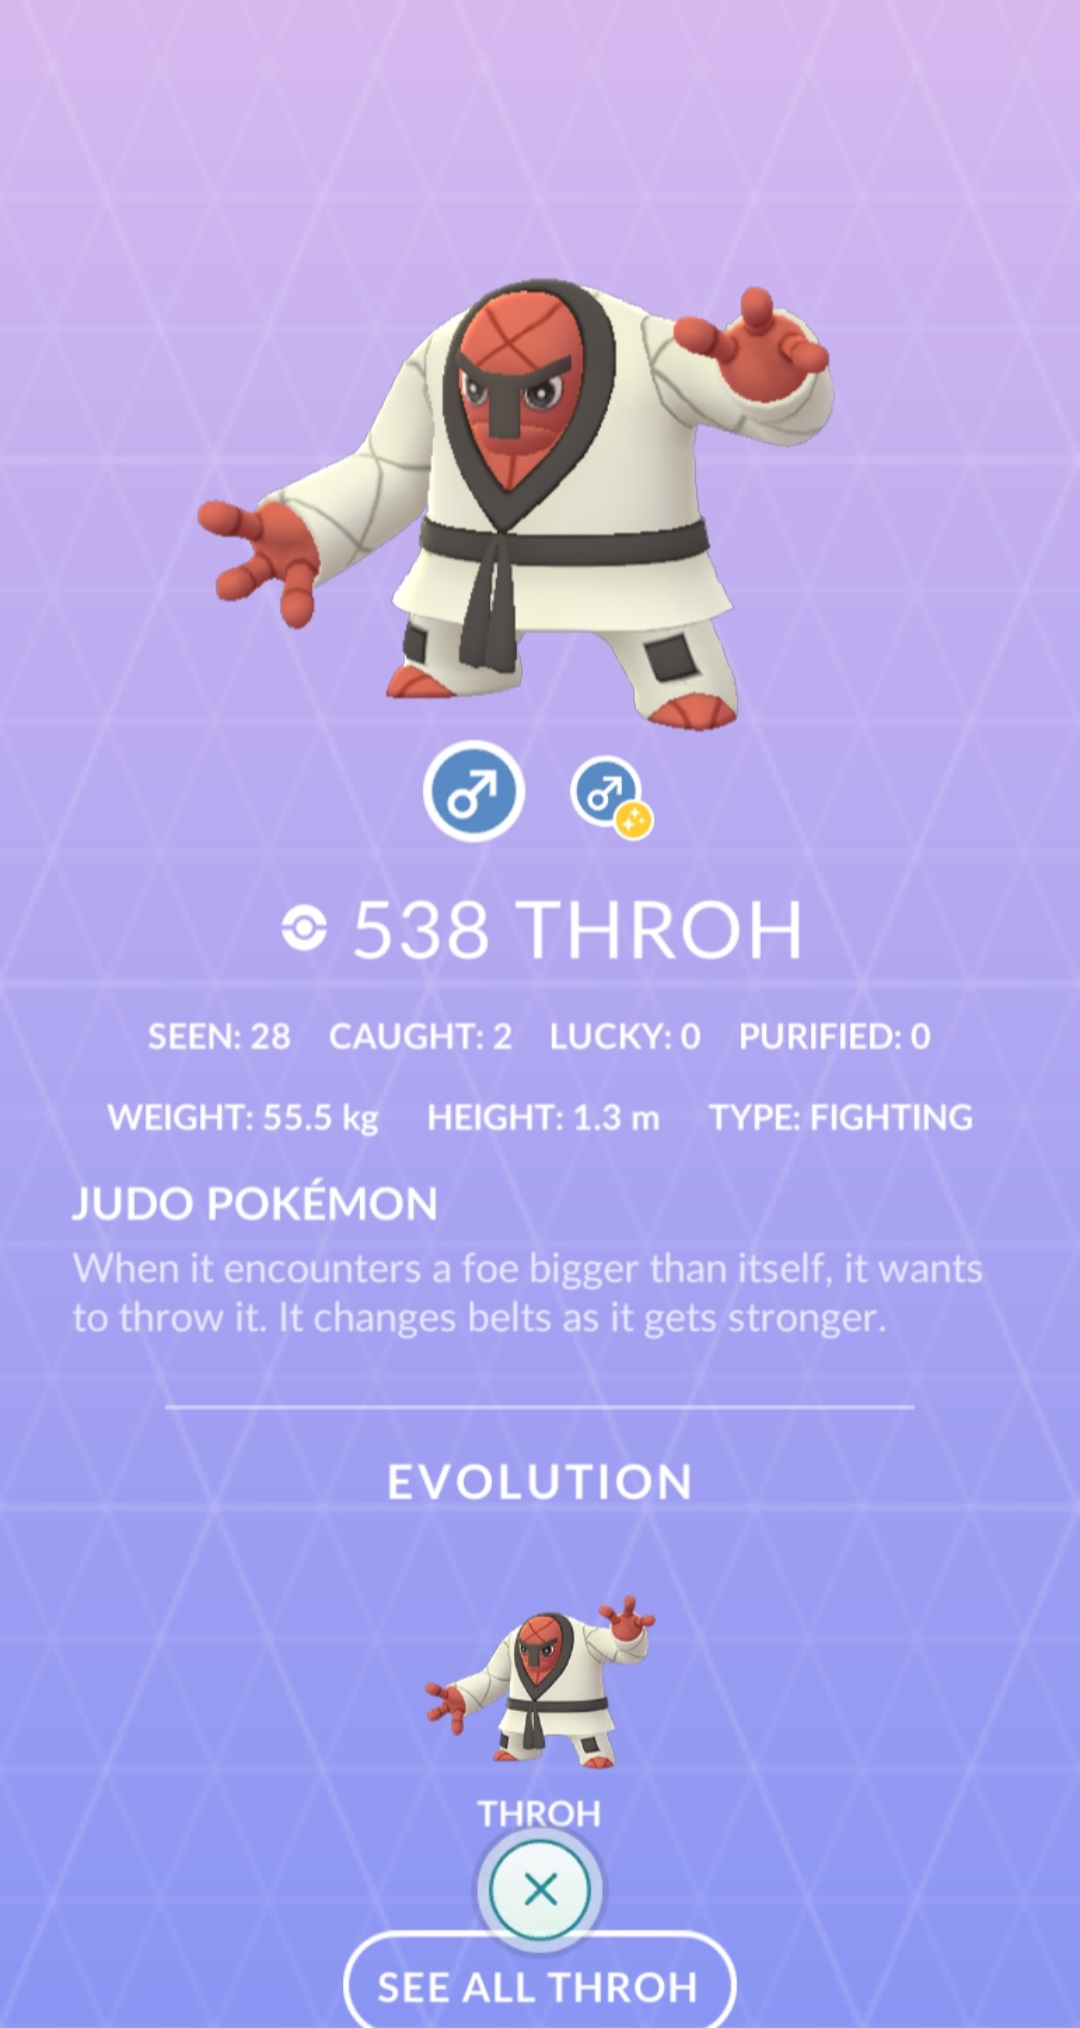 538 THROH
SEEN: 28 CAUGHT: 2 LUCKY: 0 PURIFIED: 0
WEIGHT: 55.5 kg HEIGHT: 1.3 m TYPE: FIGHTING
JUDO POKÉMON
When it encounters a foe bigger than itself, it wants
to throw it. It changes belts as it gets stronger.
EVOLUTION
THROH
SEE ALL THROH